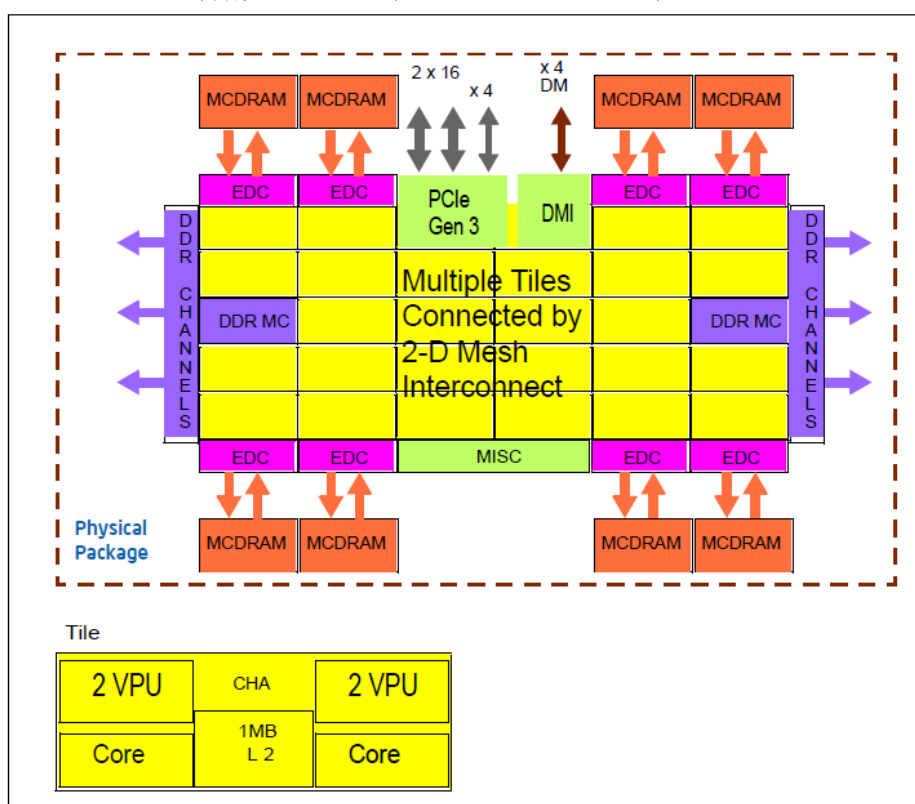 2 x 16
x 4
x 4
DM
MCDRAM
MCDRAM
MCDRAM
MCDRAM
EDC
EDC
PCIe
Gen 3
DMI
EDC
EDC
DDR CHANNELS
DDR CHANNELS
Multiple Tiles
Connected by
2-D Mesh
Interconnect
DDR MC
DDR MC
EDC
EDC
MISC
EDC
EDC
Physical
Package
MCDRAM
MCDRAM
MCDRAM
MCDRAM
Tile
2 VPU
CHA
2 VPU
Core
1MB
L 2
Core